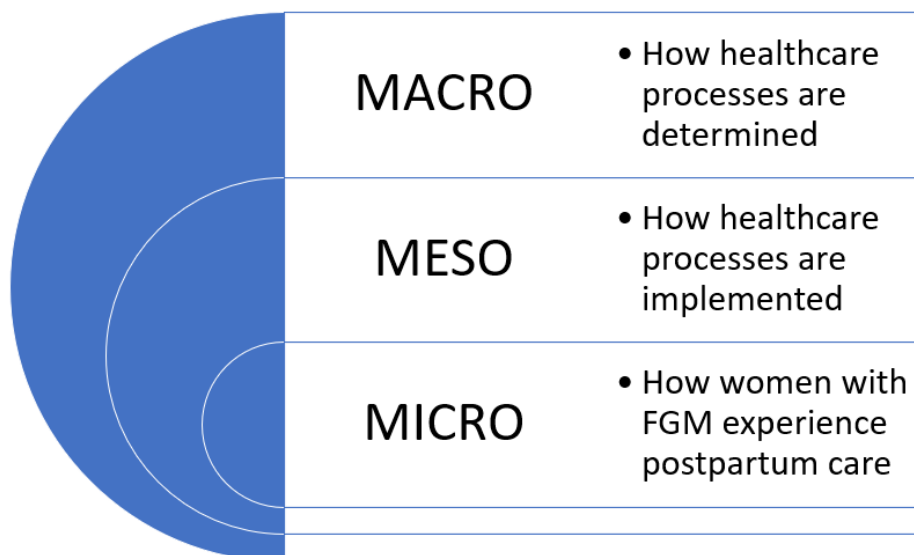 MACRO
• How healthcare
processes are
determined
MESO
• How healthcare
processes are
implemented
MICRO
• How women with
FGM experience
postpartum care